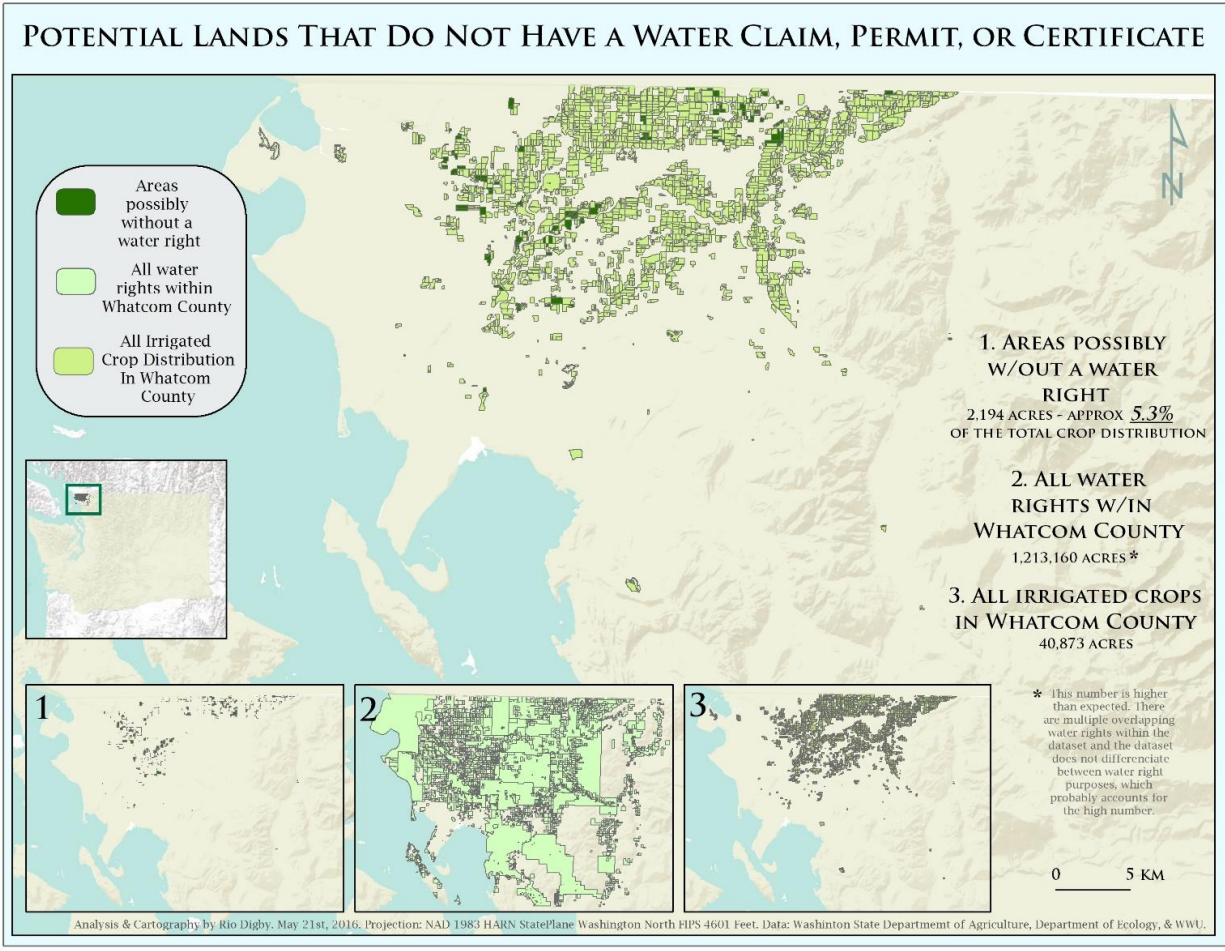 POTENTIAL LANDS THAT DO NOT HAVE A WATER CLAIM, PERMIT, OR CERTIFICATE
N
Areas
possibly
without a
water right
All water
rights within
Whatcom County
All Irrigated
Crop Distribution
In Whatcom
County
1. AREAS POSSIBLY
W/OUT A WATER
RIGHT
2,194 ACRES - APPROX 5.3%
OF THE TOTAL CROP DISTRIBUTION
2. ALL WATER
RIGHTS W/IN
WHATCOM COUNTY
1,213,160 ACRES *
3. ALL IRRIGATED CROPS
IN WHATCOM COUNTY
40,873 ACRES
1
2
3
* This number is higher
than expected. There
are multiple overlapping
water rights within the
dataset and the dataset
does not differenciate
between water right
purposes, which
probably accounts for
the high number.
0 5 KM
Analysis & Cartography by Rio Digby. May 21st, 2016. Projection: NAD 1983 HARN StatePlane Washington North FIPS 4601 Feet. Data: Washinton State Departmemt of Agriculture, Department of Ecology, & WWU.